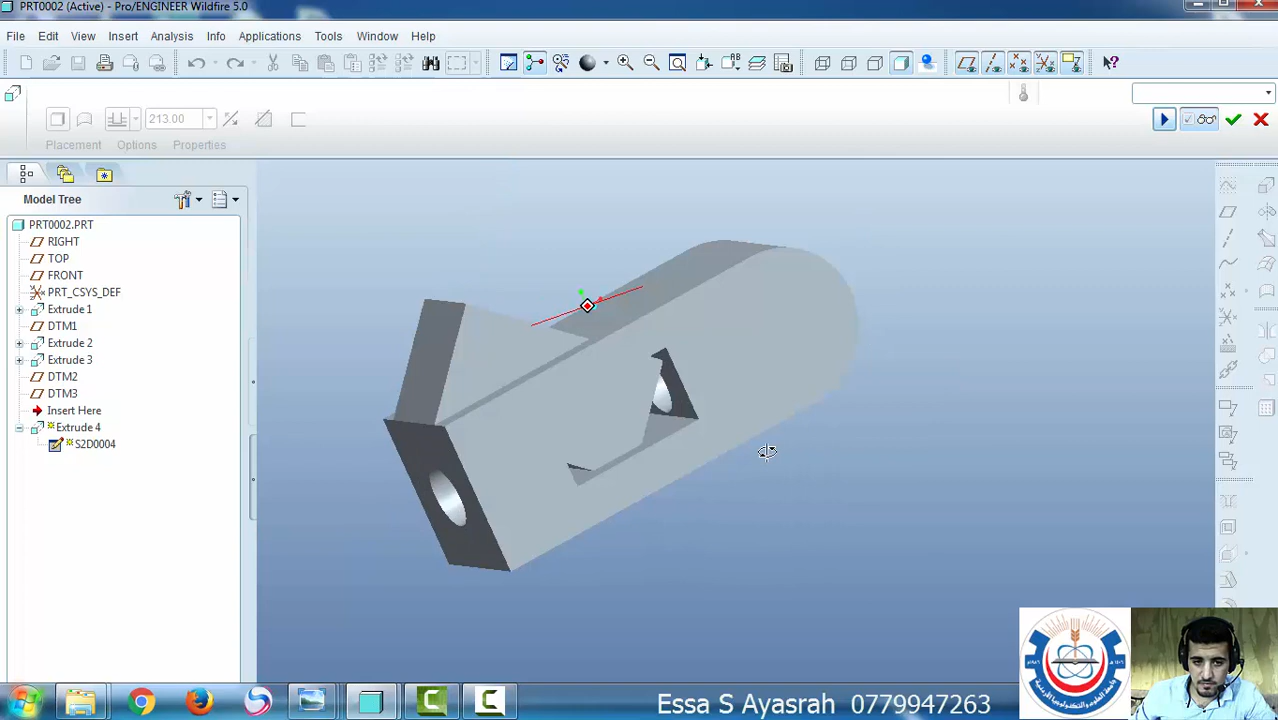 PRT0002 (Active) - Pro/ENGINEER Wildfire 5.0
File Edit View Insert Analysis Info Applications Tools Window Help
213.00
Placement Options Properties
Model Tree
PRT0002.PRT
RIGHT
TOP
FRONT
PRT_CSYS_DEF
Extrude 1
DTM1
Extrude 2
Extrude 3
DTM2
DTM3
Insert Here
Extrude 4
S2D0004
Essa S Ayasrah 0779947263